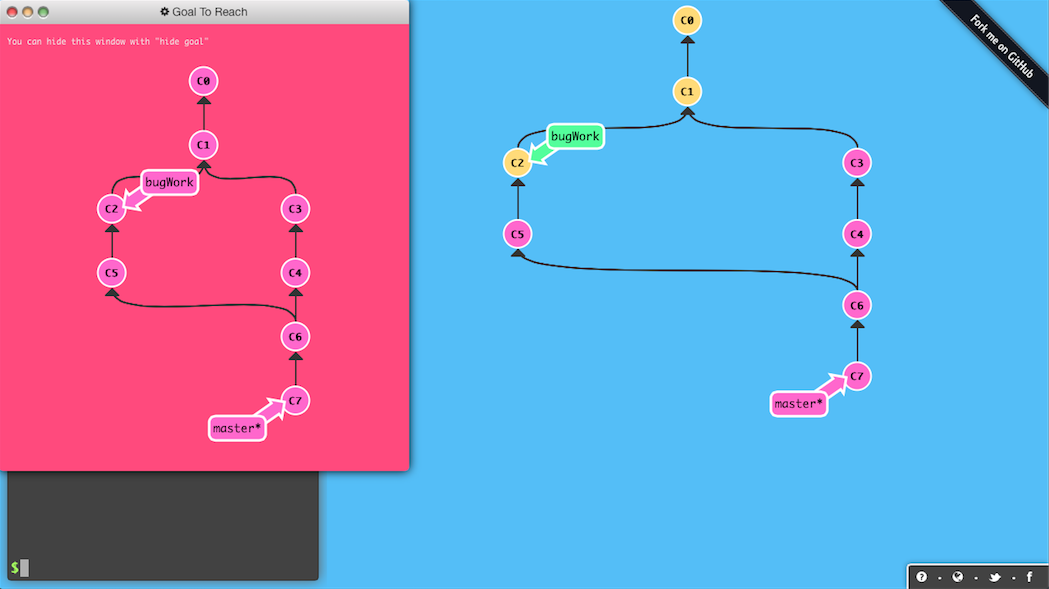 Goal To Reach
You can hide this window with "hide goal"
C0
C1
bugWork
C2
C3
C5
C4
C6
C7
master*
$
C0
C1
bugWork
C2
C3
C5
C4
C6
C7
master*
Fork me on GitHub
? · · · f